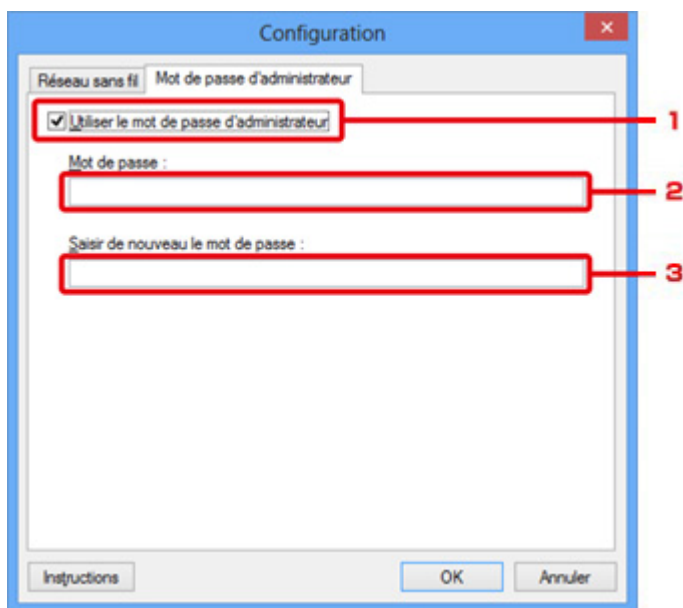 Configuration
Réseau sans fil
Mot de passe d'administrateur
Utiliser le mot de passe d'administrateur
1
Mot de passe :
2
Saisir de nouveau le mot de passe :
3
Instructions
OK
Annuler